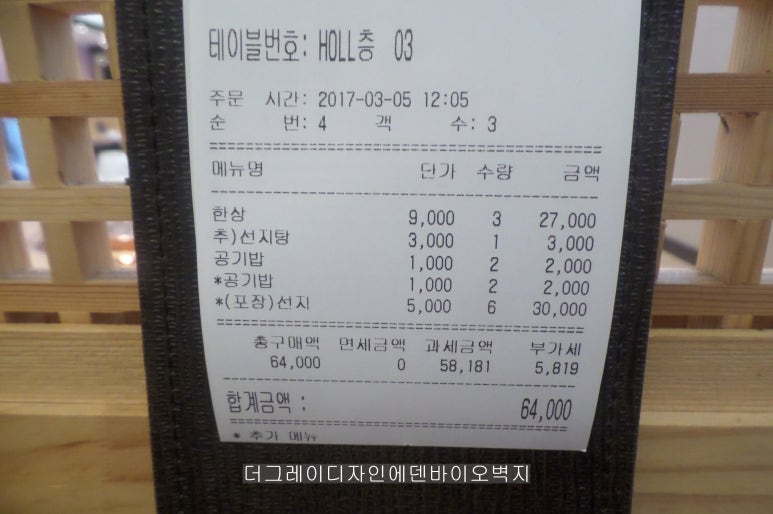 테이블번호: HOLL층 03
주문 시간: 2017-03-05 12:05
순 번: 4 객 수: 3
메뉴명 단가 수량 금액
한상 9,000 3 27,000
추)선지탕 3,000 1 3,000
공기밥 1,000 2 2,000
*공기밥 1,000 2 2,000
*(포장)선지 5,000 6 30,000
총구매액 면세금액 과세금액 부가세
64,000 0 58,181 5,819
합계금액 : 64,000
* 추가 메뉴
더그레이디자인에덴바이오벽지